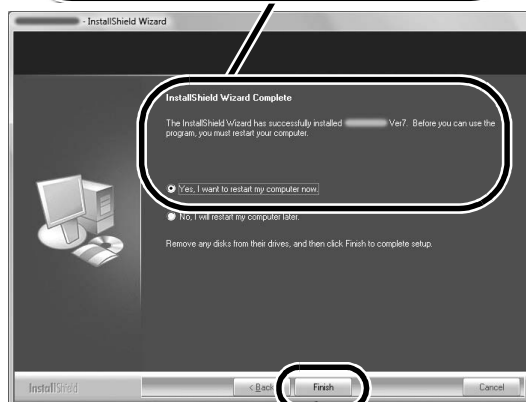 - InstallShield Wizard
InstallShield Wizard Complete
The InstallShield Wizard has successfully installed Ver7. Before you can use the
program, you must restart your computer.
Yes, I want to restart my computer now.
No, I will restart my computer later.
Remove any disks from their drives, and then click Finish to complete setup.
InstallShield
< Back
Finish
Cancel